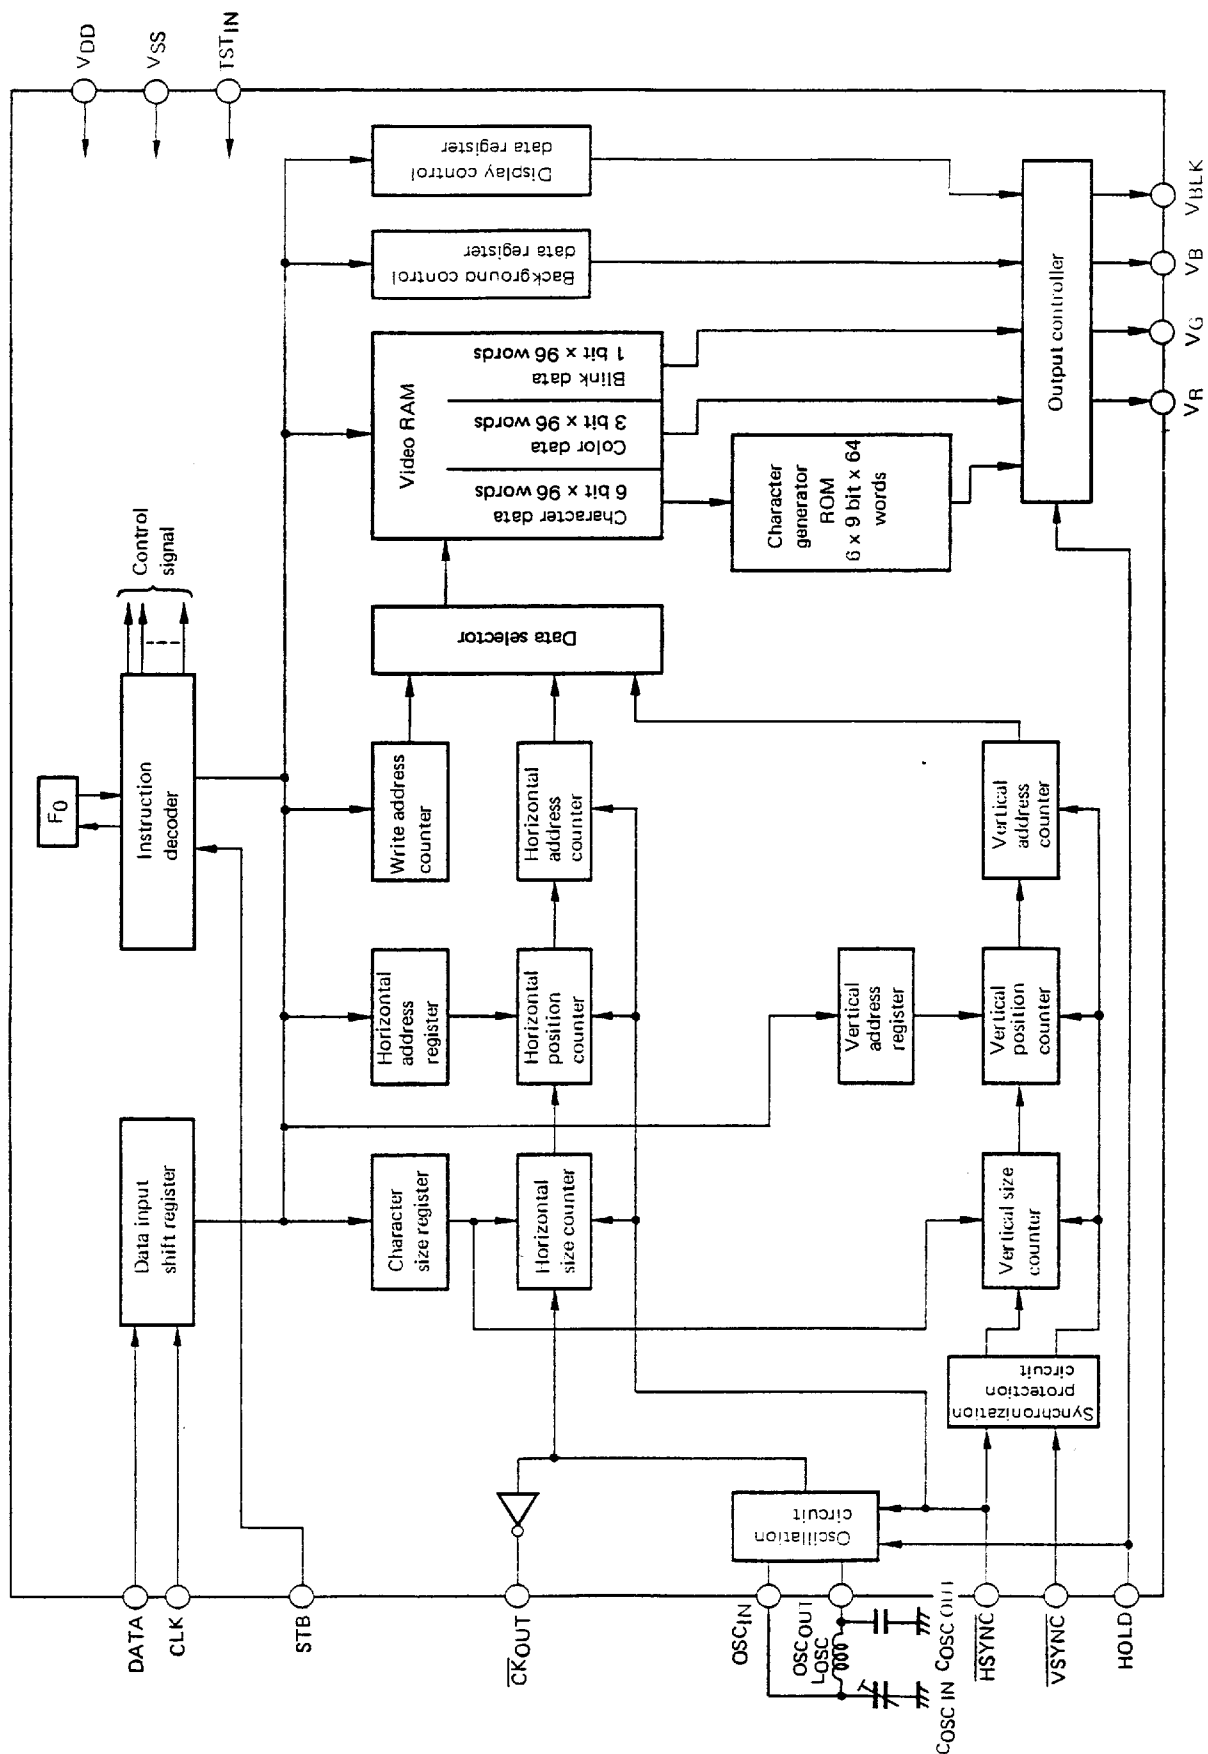 DATA
CLK
STB
CKOUT
OSCIN
OSCOUT
LOSC
COSC IN
COSC OUT
HSYNC
VSYNC
HOLD
VDD
VSS
TSTIN
F0
Data input
shift register
Instruction
decoder
Control
signal
Character
size register
Horizontal
address
register
Write address
counter
Data selector
Video RAM
Character data
6 bit x 96 words
Color data
3 bit x 96 words
Blink data
1 bit x 96 words
Background control
data register
Display control
data register
Horizontal
size counter
Horizontal
position
counter
Horizontal
address
counter
Character
generator
ROM
6 x 9 bit x 64
words
Oscillation
circuit
Vertical
address
register
Synchronization
protection
circuit
Vertical size
counter
Vertical
position
counter
Vertical
address
counter
Output controller
VR
VG
VB
VBLK